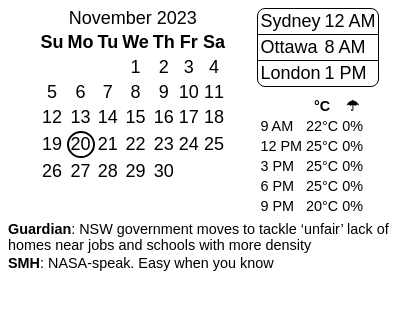 November 2023
Su Mo Tu We Th Fr Sa
1 2 3 4
5 6 7 8 9 10 11
12 13 14 15 16 17 18
19 20 21 22 23 24 25
26 27 28 29 30
Sydney 12 AM
Ottawa 8 AM
London 1 PM
°C ☂
9 AM 22°C 0%
12 PM 25°C 0%
3 PM 25°C 0%
6 PM 25°C 0%
9 PM 20°C 0%
Guardian: NSW government moves to tackle ‘unfair’ lack of
homes near jobs and schools with more density
SMH: NASA-speak. Easy when you know